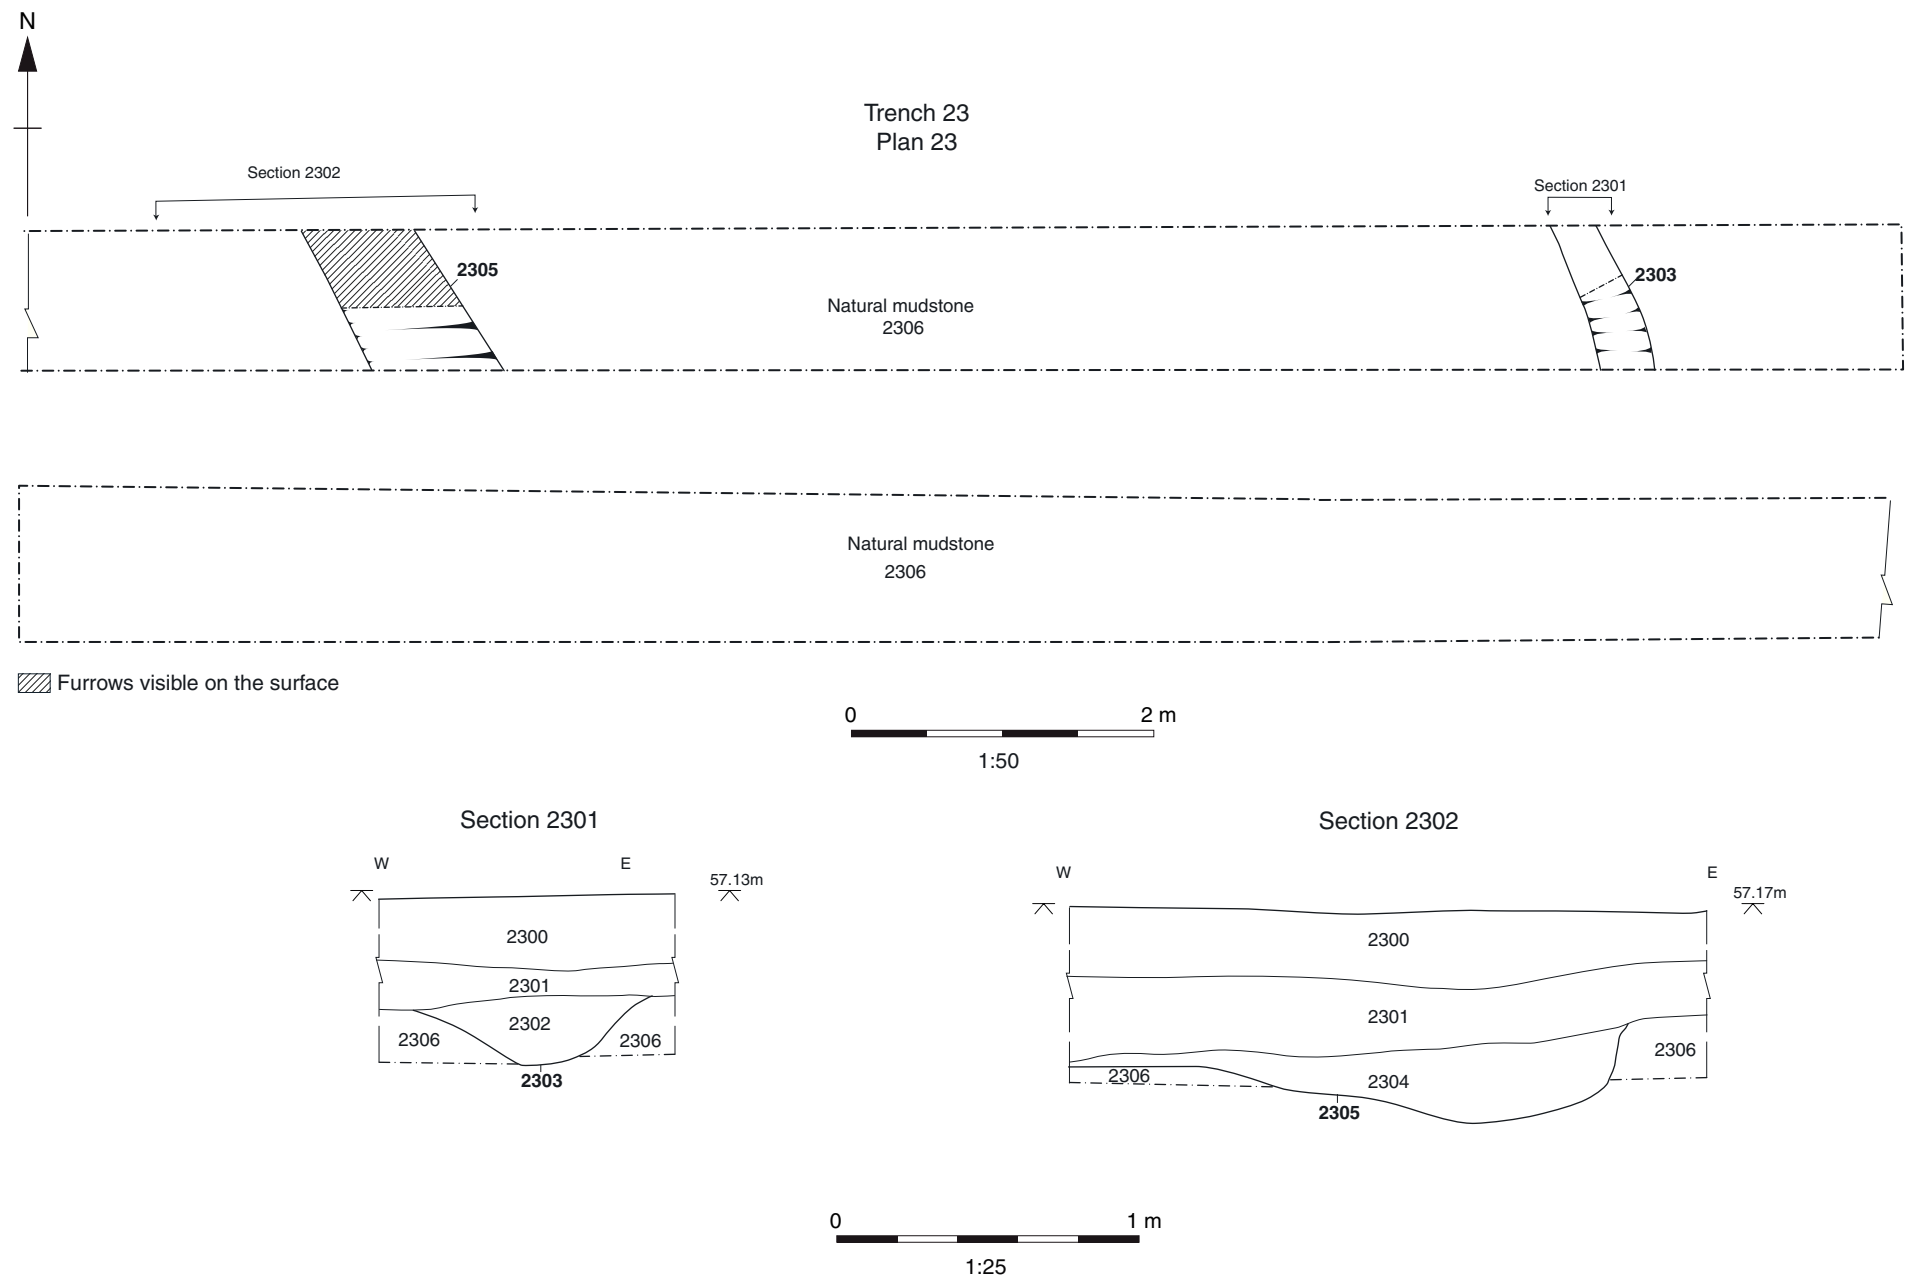 N
Trench 23
Plan 23
Section 2302
Section 2301
2305
2303
Natural mudstone
2306
Natural mudstone
2306
Furrows visible on the surface
0 2 m
1:50
Section 2301
Section 2302
W E 57.13m
W E 57.17m
2300
2301
2302
2306 2306
2303
2300
2301
2306
2306
2304
2305
0 1 m
1:25